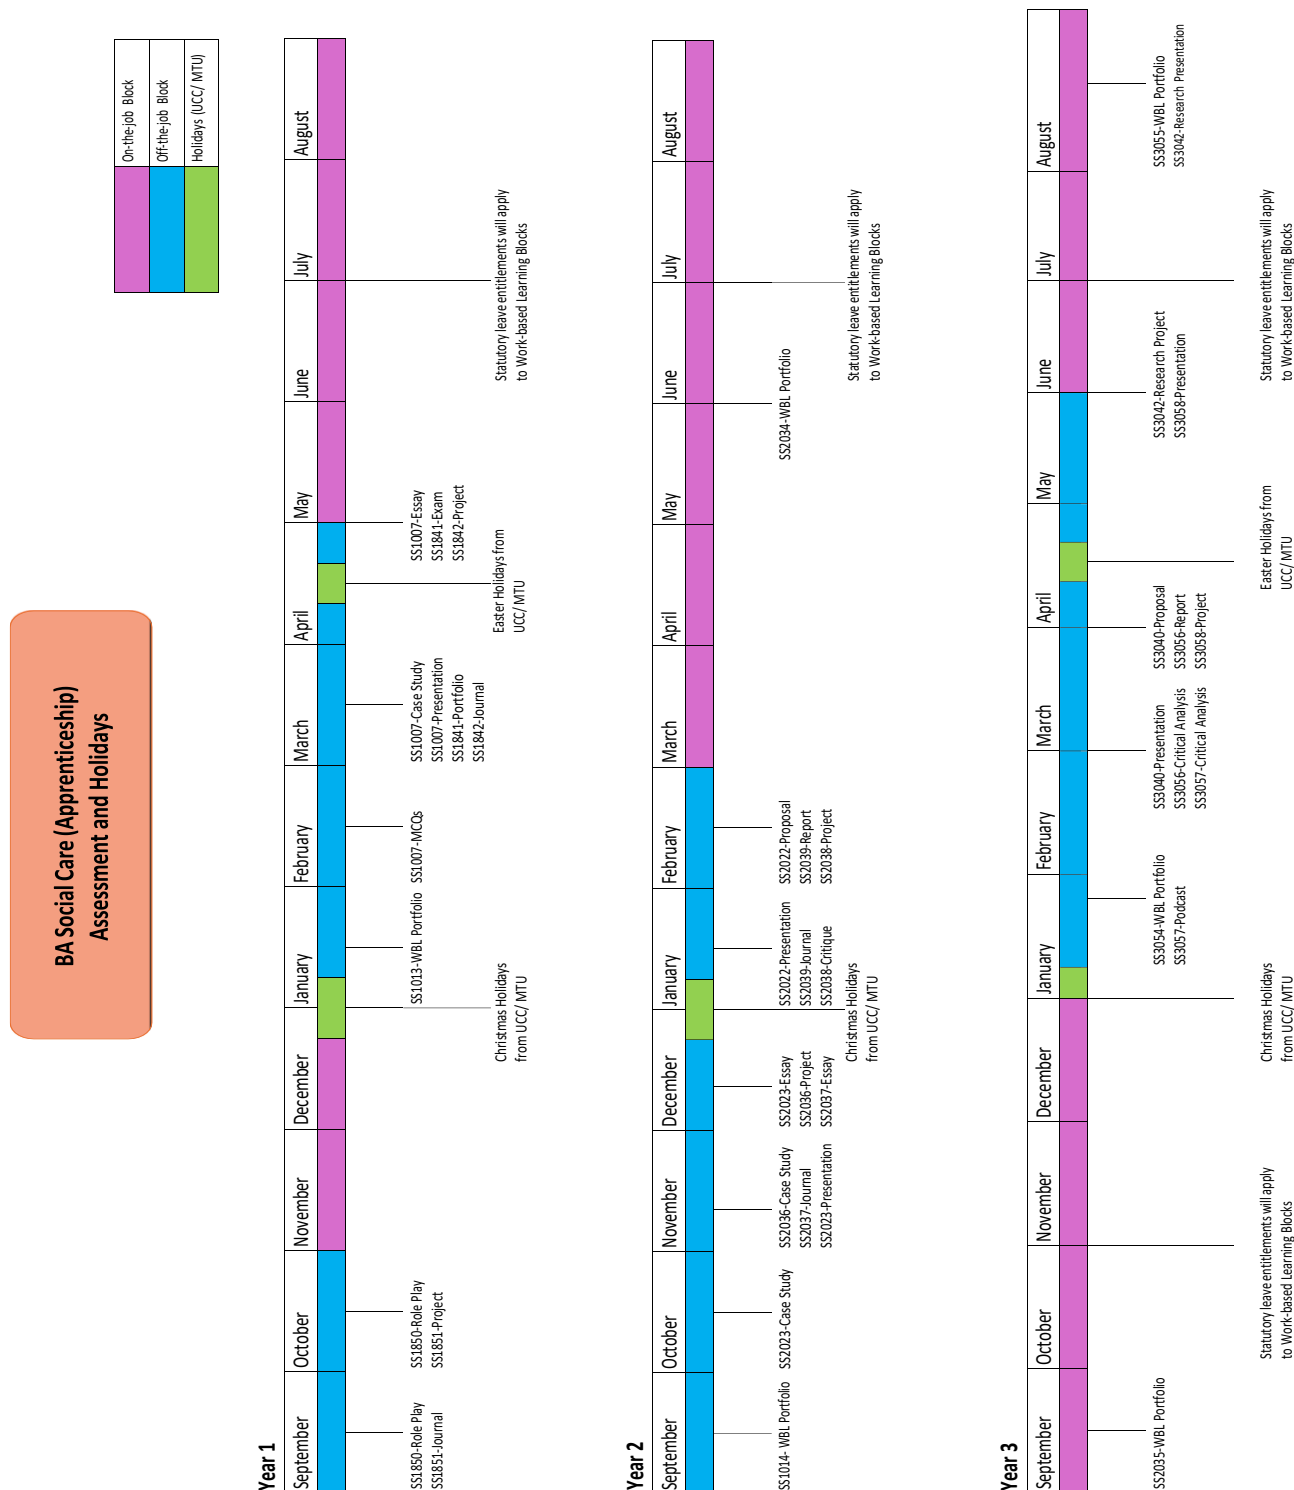 BA Social Care (Apprenticeship)
Assessment and Holidays
On-the-job Block
Off-the-job Block
Holidays (UCC/ MTU)
Year 1
September October November December January February March April May June July August
SS1850-Role Play
SS1851-Journal
SS1850-Role Play
SS1851-Project
Christmas Holidays
from UCC/ MTU
SS1013-WBL Portfolio
SS1007-MCQs
SS1007-Case Study
SS1007-Presentation
SS1841-Portfolio
SS1842-Journal
Easter Holidays from
UCC/ MTU
SS1007-Essay
SS1841-Exam
SS1842-Project
Statutory leave entitlements will apply
to Work-based Learning Blocks
Year 2
September October November December January February March April May June July August
SS1014- WBL Portfolio
SS2023-Case Study
SS2036-Case Study
SS2037-Journal
SS2023-Presentation
SS2023-Essay
SS2036-Project
SS2037-Essay
Christmas Holidays
from UCC/ MTU
SS2022-Presentation
SS2039-Journal
SS2038-Critique
SS2022-Proposal
SS2039-Report
SS2038-Project
SS2034-WBL Portfolio
Statutory leave entitlements will apply
to Work-based Learning Blocks
Year 3
September October November December January February March April May June July August
SS2035-WBL Portfolio
Statutory leave entitlements will apply
to Work-based Learning Blocks
Christmas Holidays
from UCC/ MTU
SS3054-WBL Portfolio
SS3057-Podcast
SS3040-Presentation
SS3056-Critical Analysis
SS3057-Critical Analysis
SS3040-Proposal
SS3056-Report
SS3058-Project
Easter Holidays from
UCC/ MTU
SS3042-Research Project
SS3058-Presentation
Statutory leave entitlements will apply
to Work-based Learning Blocks
SS3055-WBL Portfolio
SS3042-Research Presentation